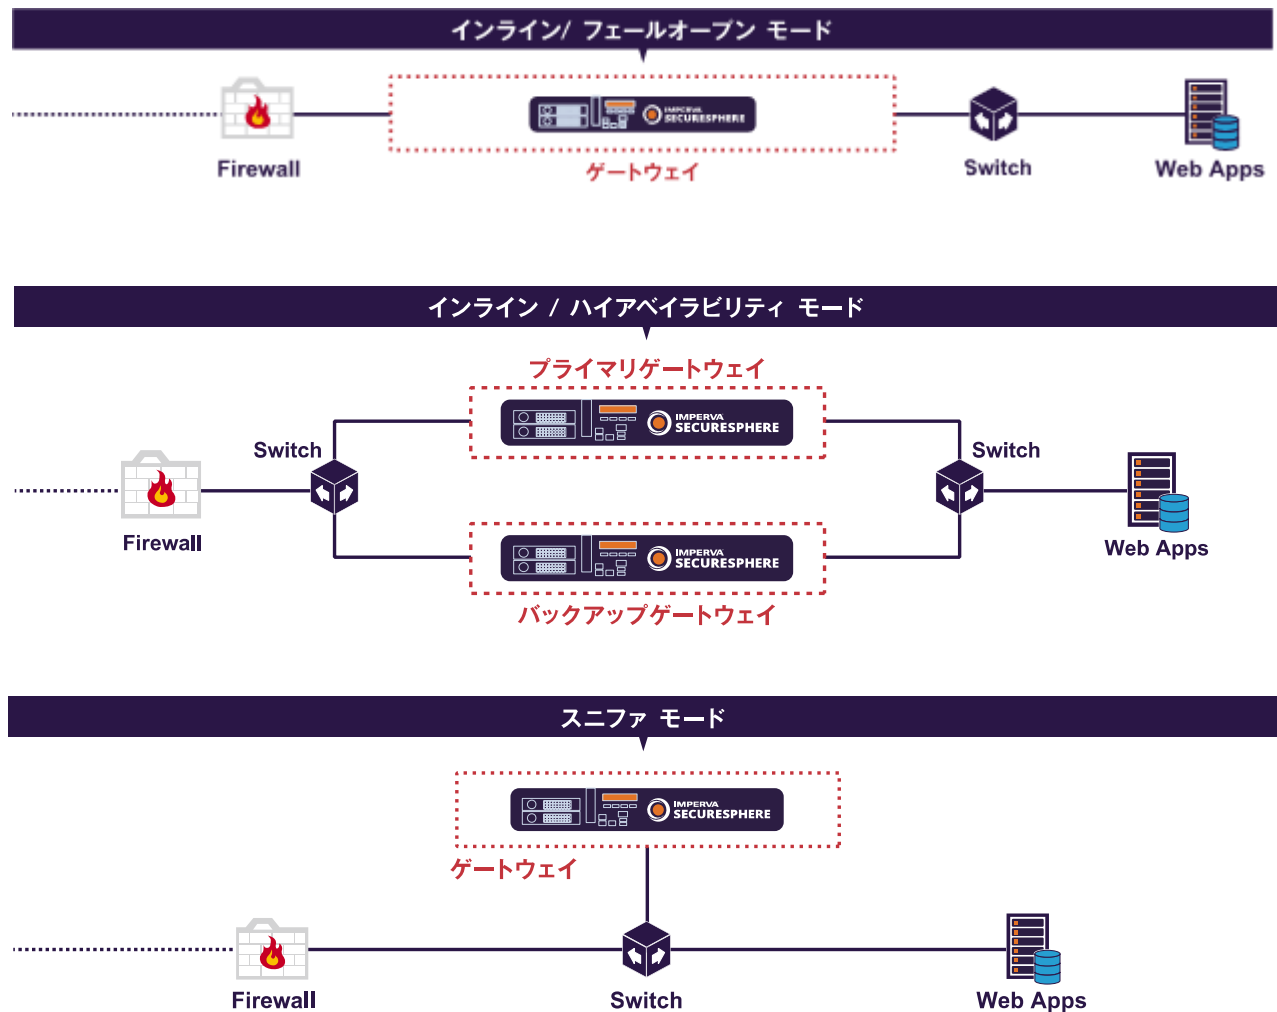 インライン/ フェールオープン モード
IMPERVA
SECURESPHERE
Firewall
ゲートウェイ
Switch
Web Apps
インライン / ハイアベイラビリティ モード
プライマリゲートウェイ
IMPERVA
SECURESPHERE
Switch
Switch
Firewall
IMPERVA
SECURESPHERE
Web Apps
バックアップゲートウェイ
スニファ モード
IMPERVA
SECURESPHERE
ゲートウェイ
Firewall
Switch
Web Apps